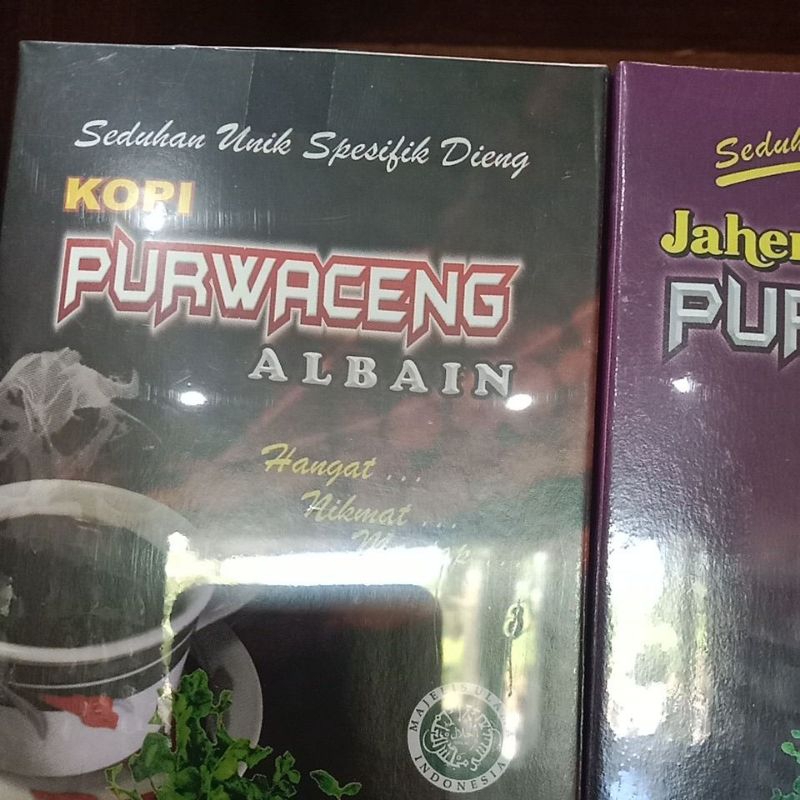 Seduhan Unik Spesifik Dieng
KOPI
PURWACENG
ALBAIN
Hangat ...
Nikmat ...
MAJELIS ULAMA
INDONESIA
Seduh
Jahe
PUR